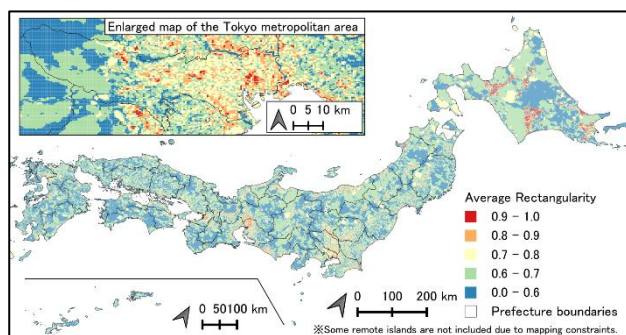 Enlarged map of the Tokyo metropolitan area
0 5 10 km
Average Rectangularity
0.9 - 1.0
0.8 - 0.9
0.7 - 0.8
0.6 - 0.7
0.0 - 0.6
Prefecture boundaries
0 50100 km
0 100 200 km
※Some remote islands are not included due to mapping constraints.